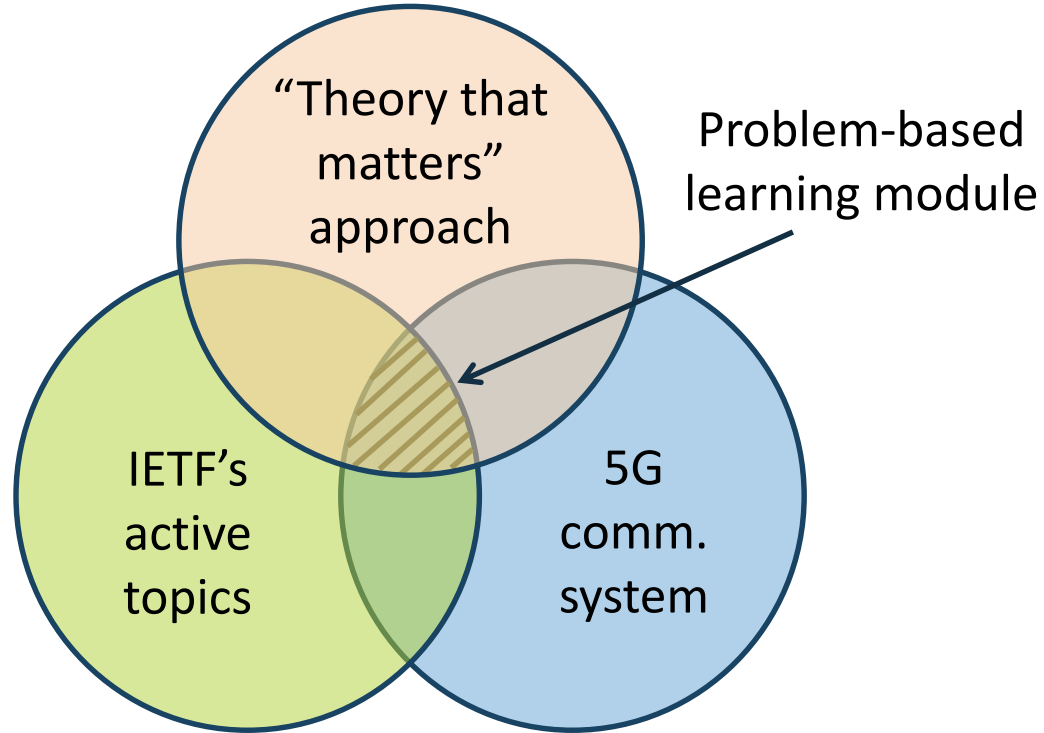 “Theory that
matters”
approach
Problem-based
learning module
IETF’s
active
topics
5G
comm.
system